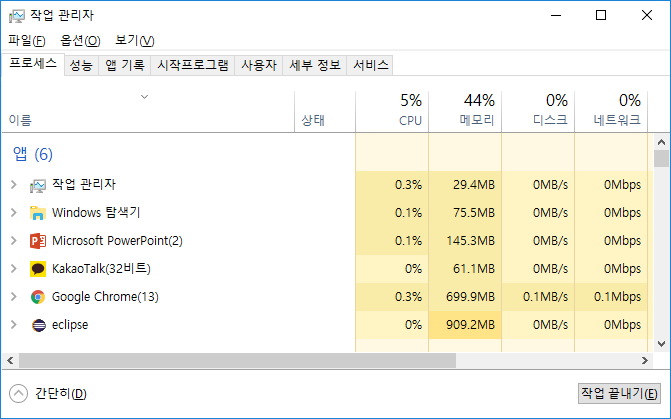 작업 관리자
파일(F) 옵션(O) 보기(V)
프로세스 성능 앱 기록 시작프로그램 사용자 세부 정보 서비스
5% 44% 0% 0%
이름 상태 CPU 메모리 디스크 네트워크
앱 (6)
작업 관리자 0.3% 29.4MB 0MB/s 0Mbps
Windows 탐색기 0.1% 75.5MB 0MB/s 0Mbps
Microsoft PowerPoint(2) 0.1% 145.3MB 0MB/s 0Mbps
KakaoTalk(32비트) 0% 61.1MB 0MB/s 0Mbps
Google Chrome(13) 0.3% 699.9MB 0.1MB/s 0.1Mbps
eclipse 0% 909.2MB 0MB/s 0Mbps
간단히(D) 작업 끝내기(E)